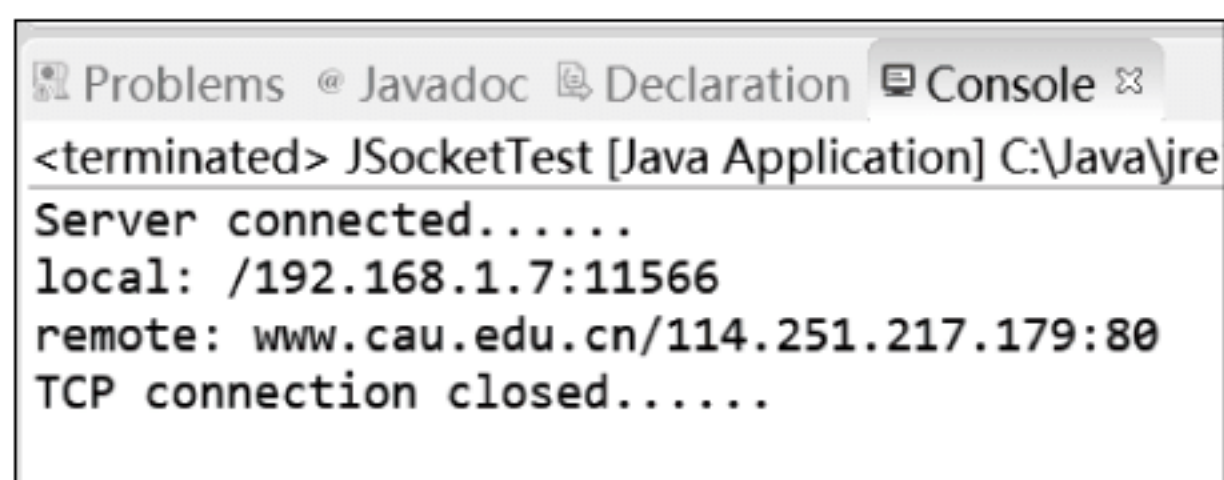 Problems @ Javadoc Declaration Console
<terminated> JSocketTest [Java Application] C:\Java\jre
Server connected......
local: /192.168.1.7:11566
remote: www.cau.edu.cn/114.251.217.179:80
TCP connection closed......